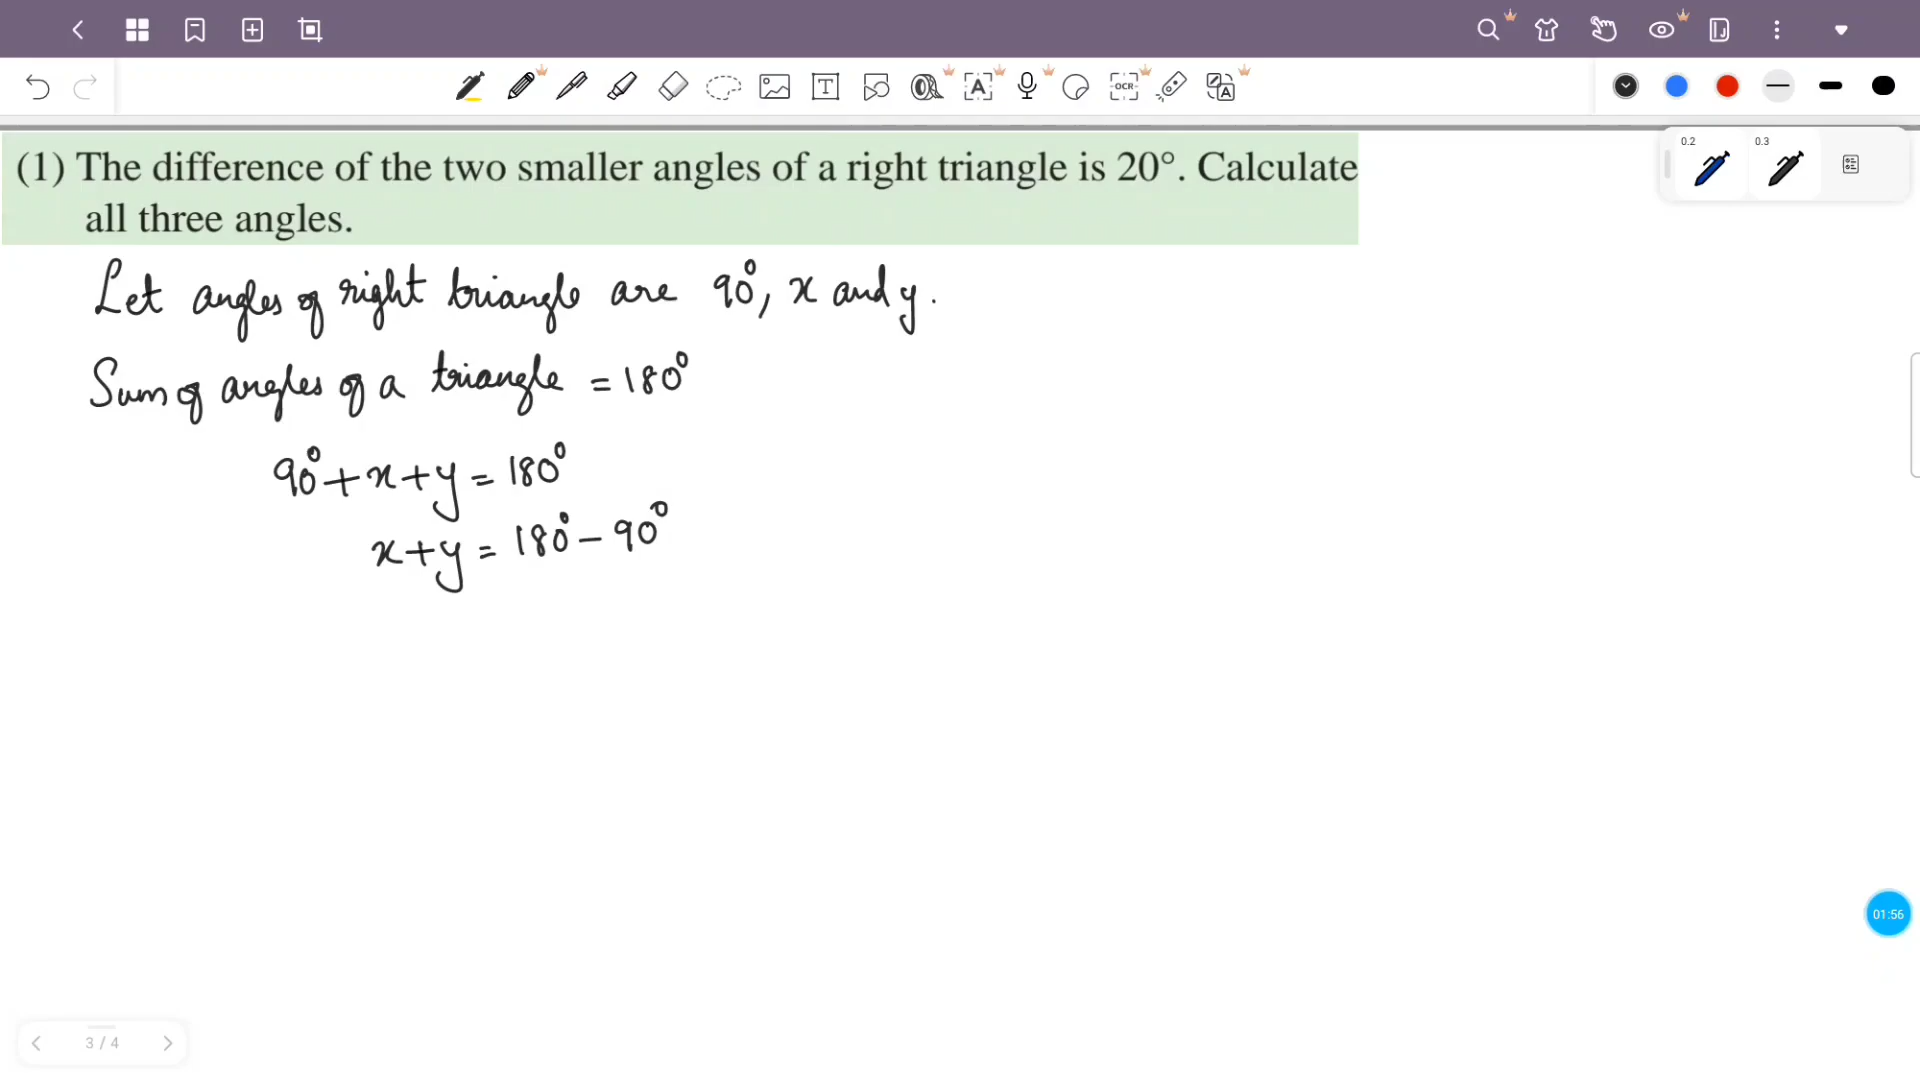 0.2 0.3
(1) The difference of the two smaller angles of a right triangle is 20°. Calculate
all three angles.
Let angles of right triangle are 90°, x and y.
Sum of angles of a triangle = 180°
90° + x + y = 180°
x + y = 180° - 90°
01:56
3 / 4